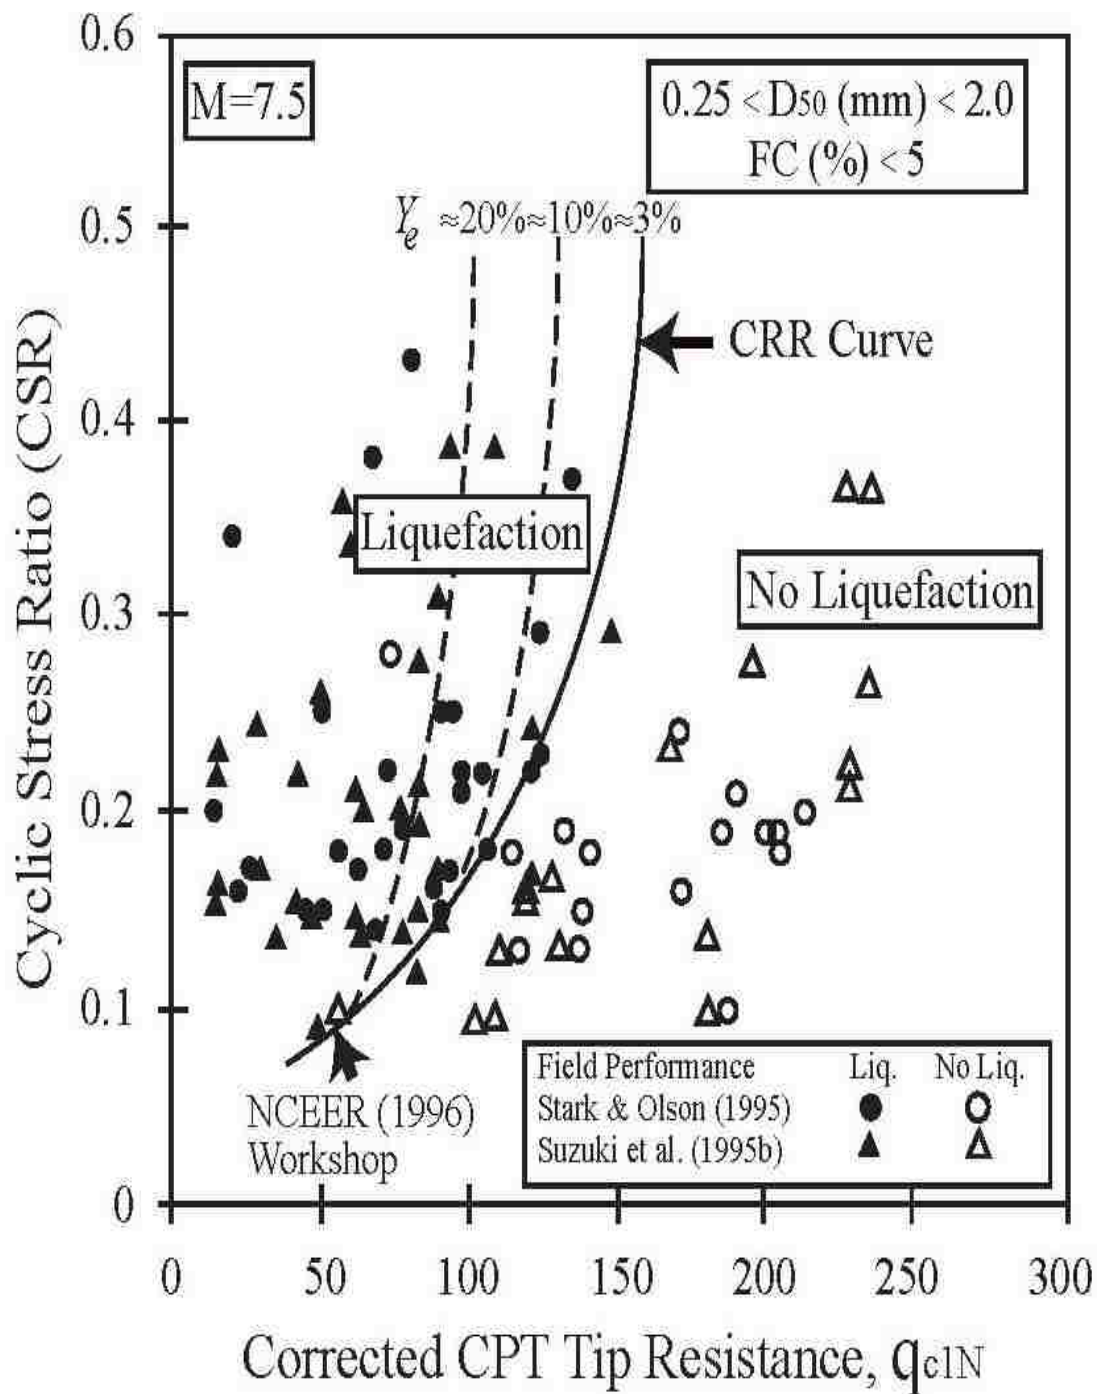 0.6
M=7.5
0.25 < D50 (mm) < 2.0
FC (%) < 5
0.5
Ye ≈20%≈10%≈3%
CRR Curve
0.4
Liquefaction
No Liquefaction
0.3
0.2
0.1
NCEER (1996)
Workshop
Field Performance Liq. No Liq.
Stark & Olson (1995)
Suzuki et al. (1995b)
0
0 50 100 150 200 250 300
Corrected CPT Tip Resistance, qc1N
Cyclic Stress Ratio (CSR)